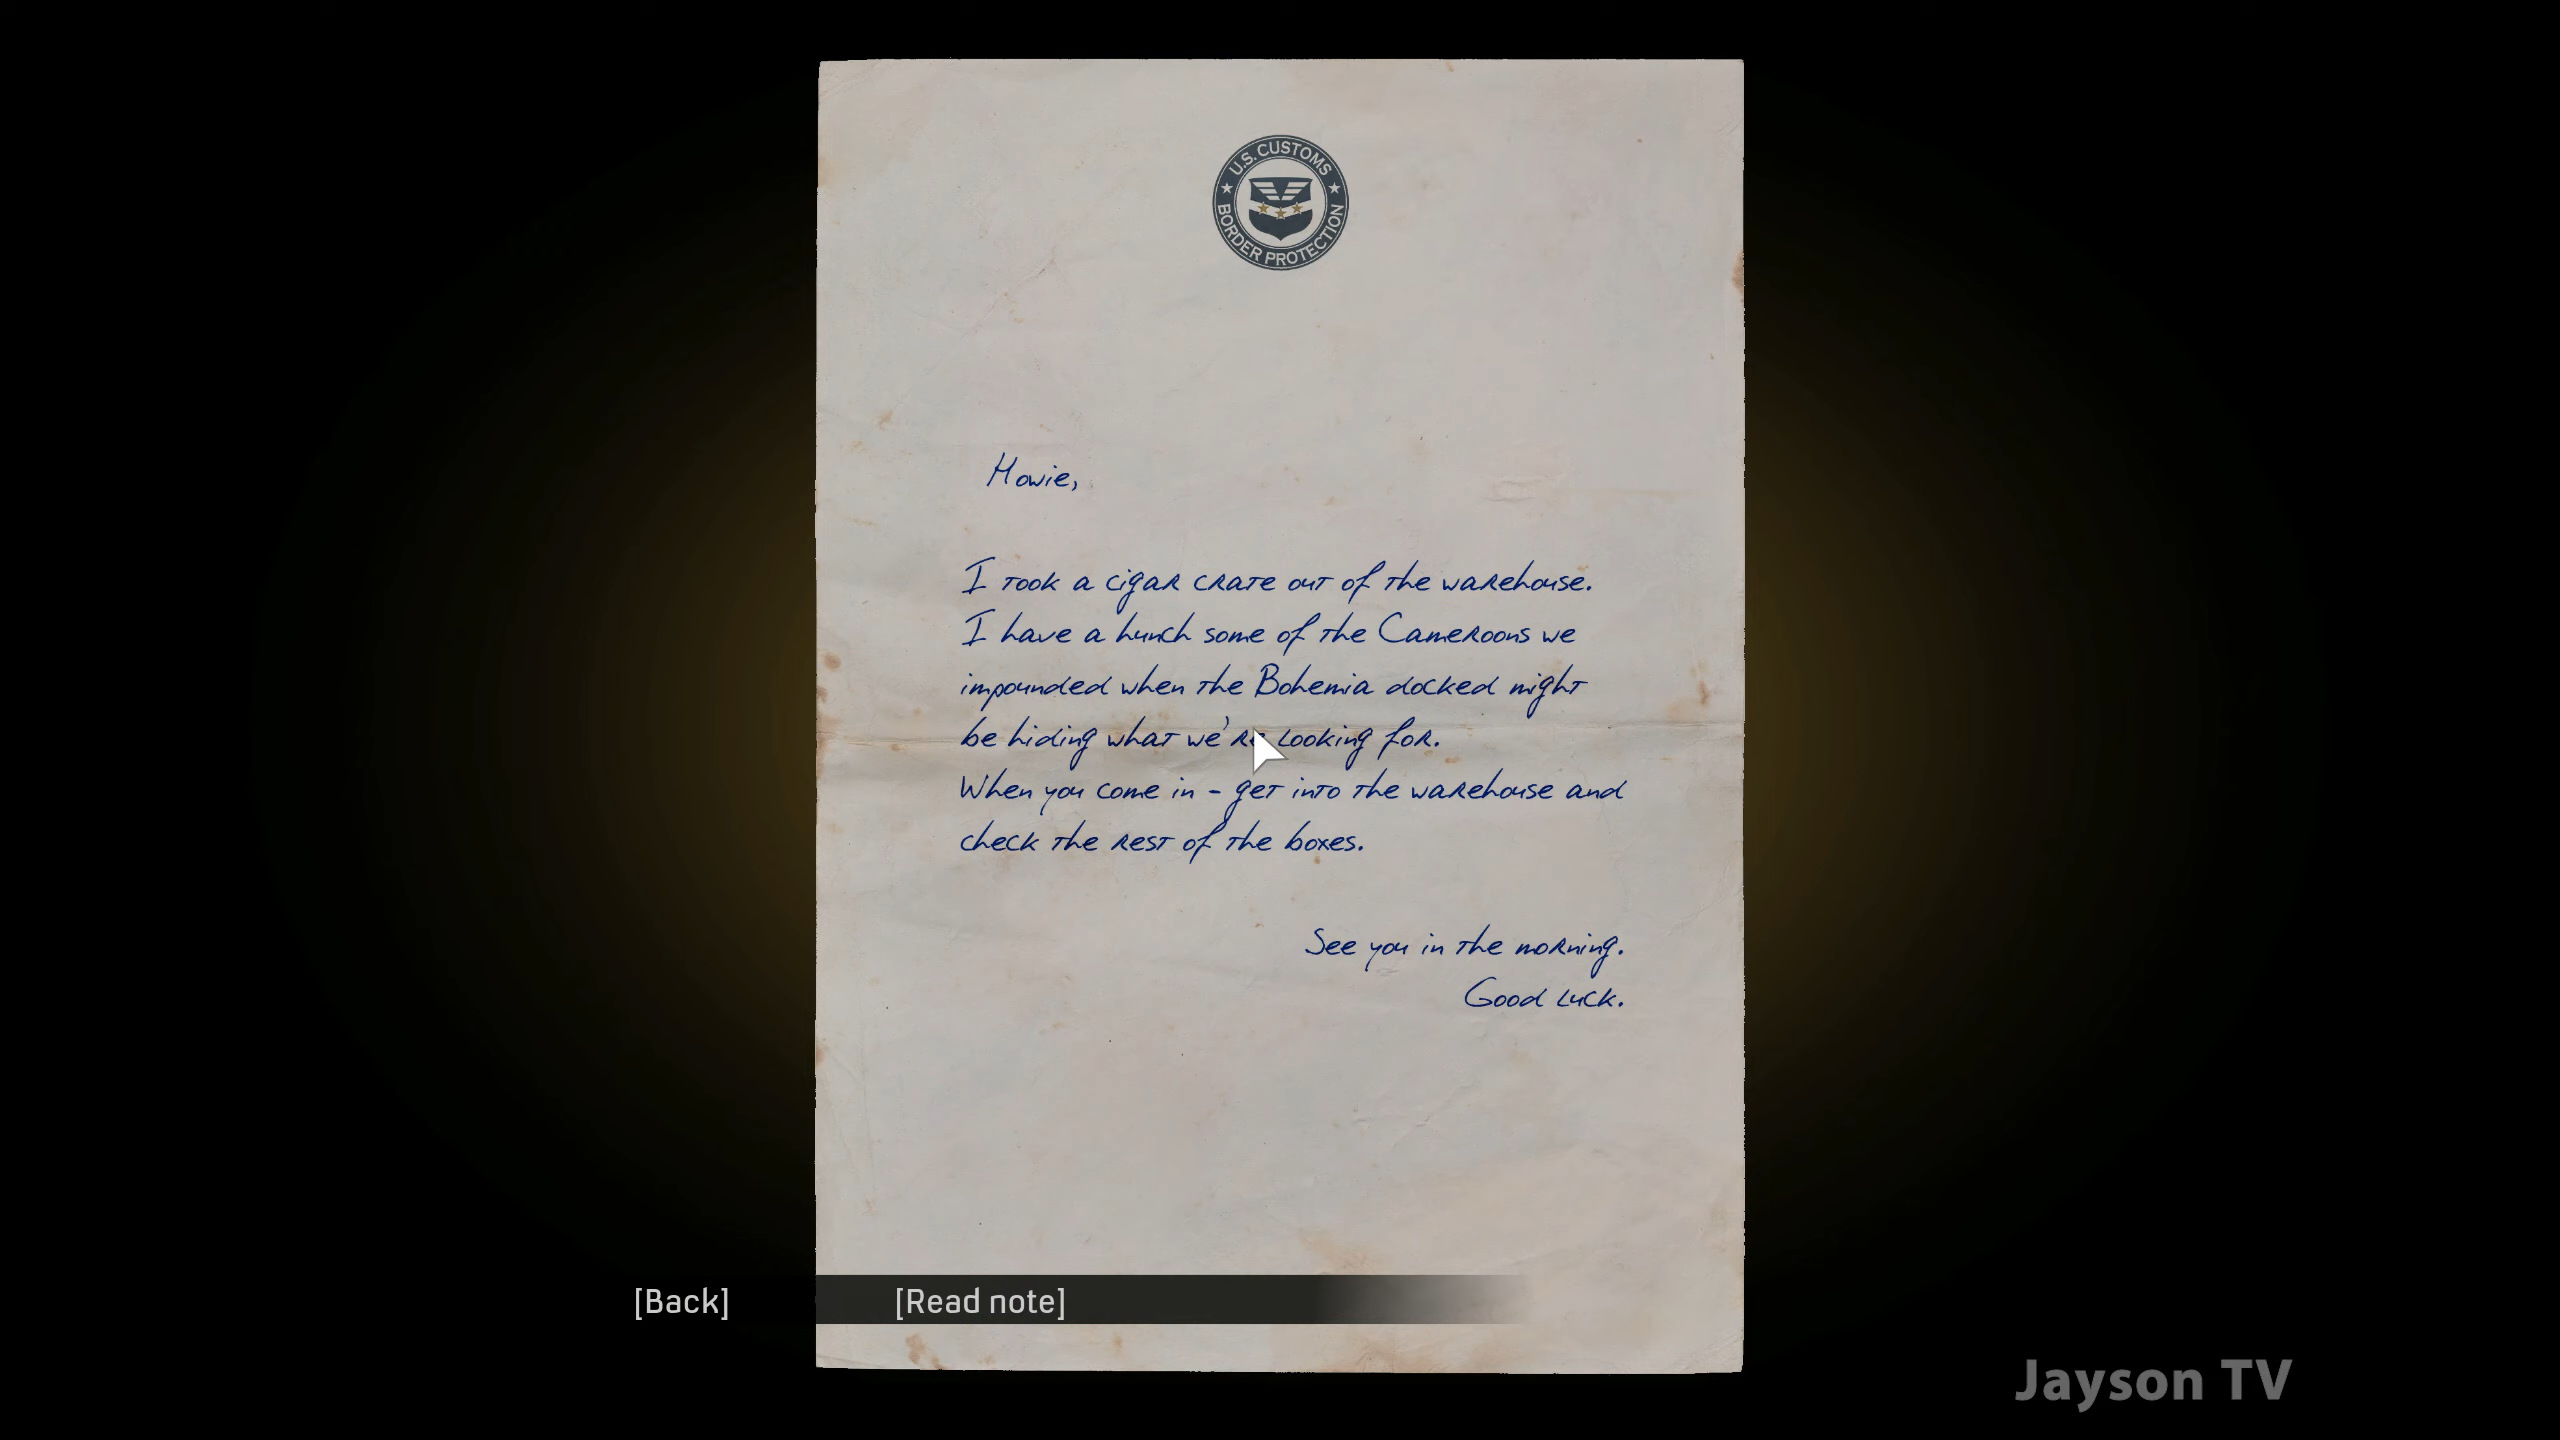 U.S. CUSTOMS
BORDER PROTECTION
Howie,
I took a cigar crate out of the warehouse.
I have a hunch some of the Cameroons we
impounded when the Bohemia docked might
be hiding what we're looking for.
When you come in - get into the warehouse and
check the rest of the boxes.
See you in the morning.
Good luck.
[Back] [Read note]
Jayson TV